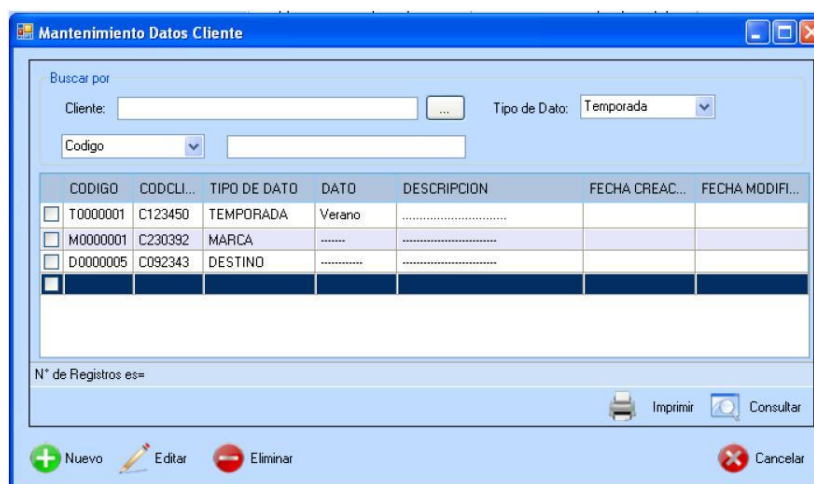 Mantenimiento Datos Cliente
Buscar por
Cliente: ... Tipo de Dato: Temporada
Codigo
CODIGO CODCLI... TIPO DE DATO DATO DESCRIPCION FECHA CREAC... FECHA MODIFI...
T0000001 C123450 TEMPORADA Verano ..............................
M0000001 C230392 MARCA ------- ---------------------------
D0000005 C092343 DESTINO ------------ ---------------------------
N° de Registros es=
Imprimir Consultar
Nuevo Editar Eliminar Cancelar